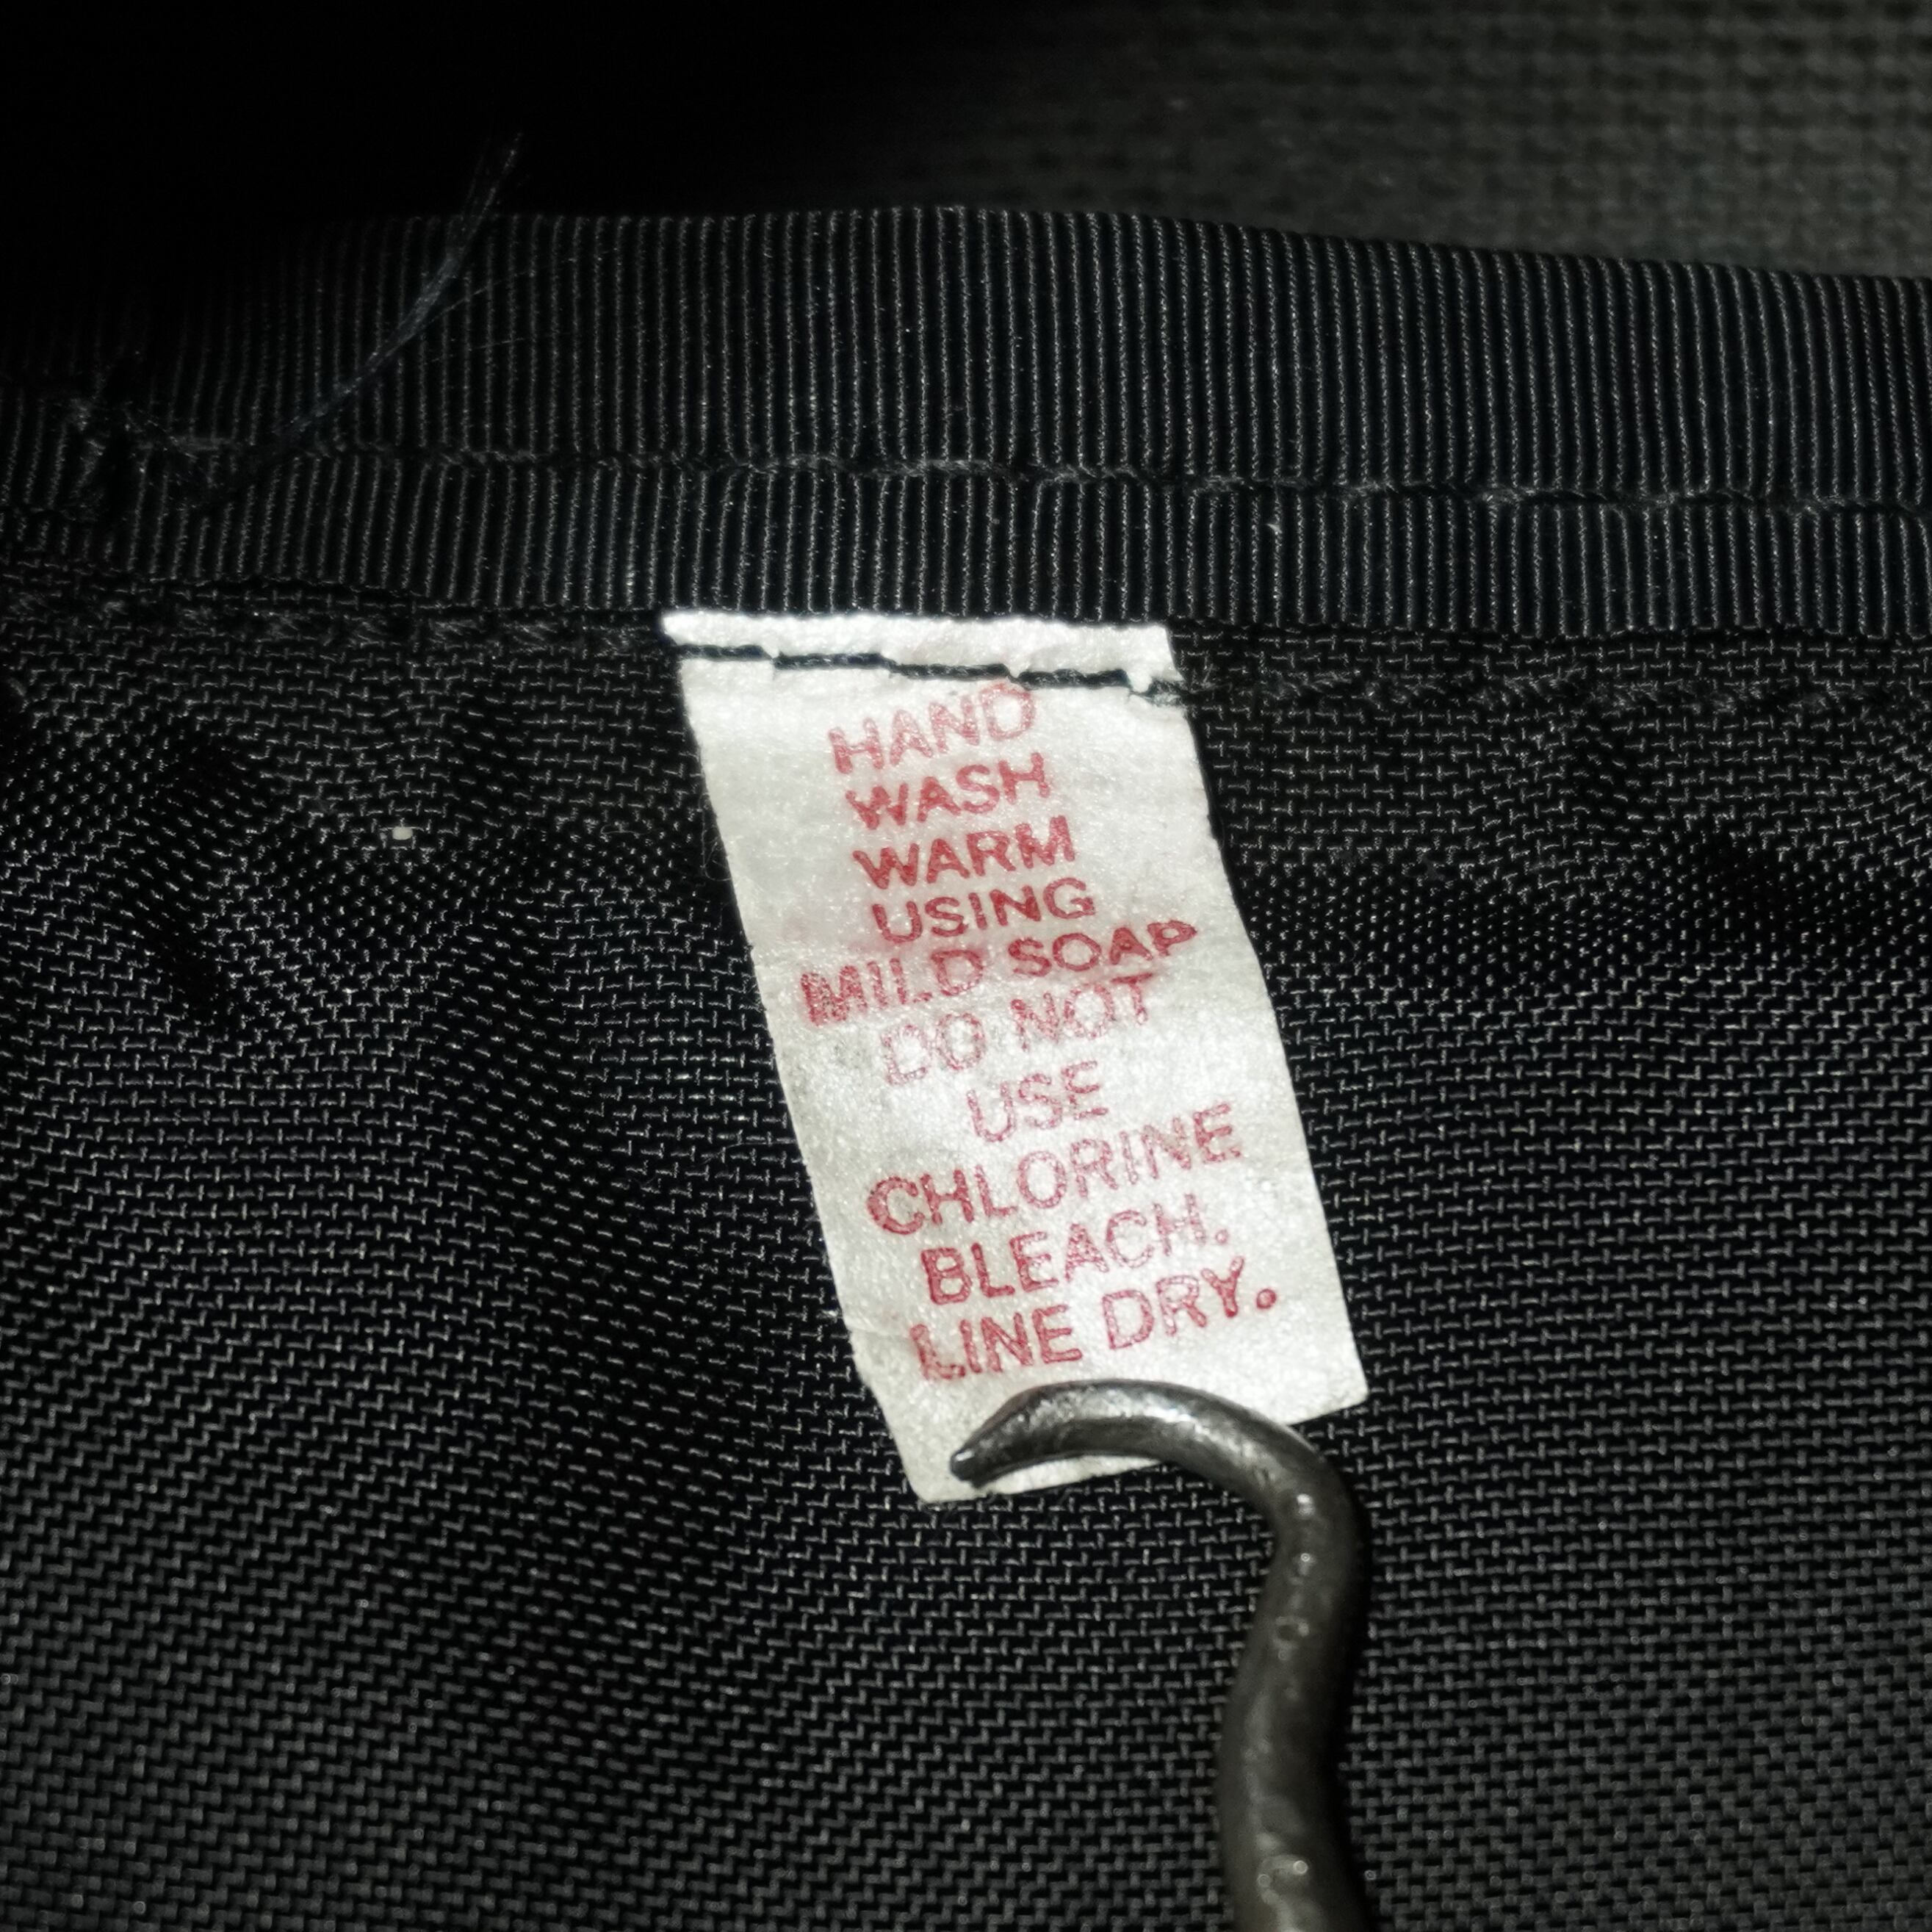 HAND
WASH
WARM
USING
MILD SOAP
DO NOT
USE
CHLORINE
BLEACH.
LINE DRY.